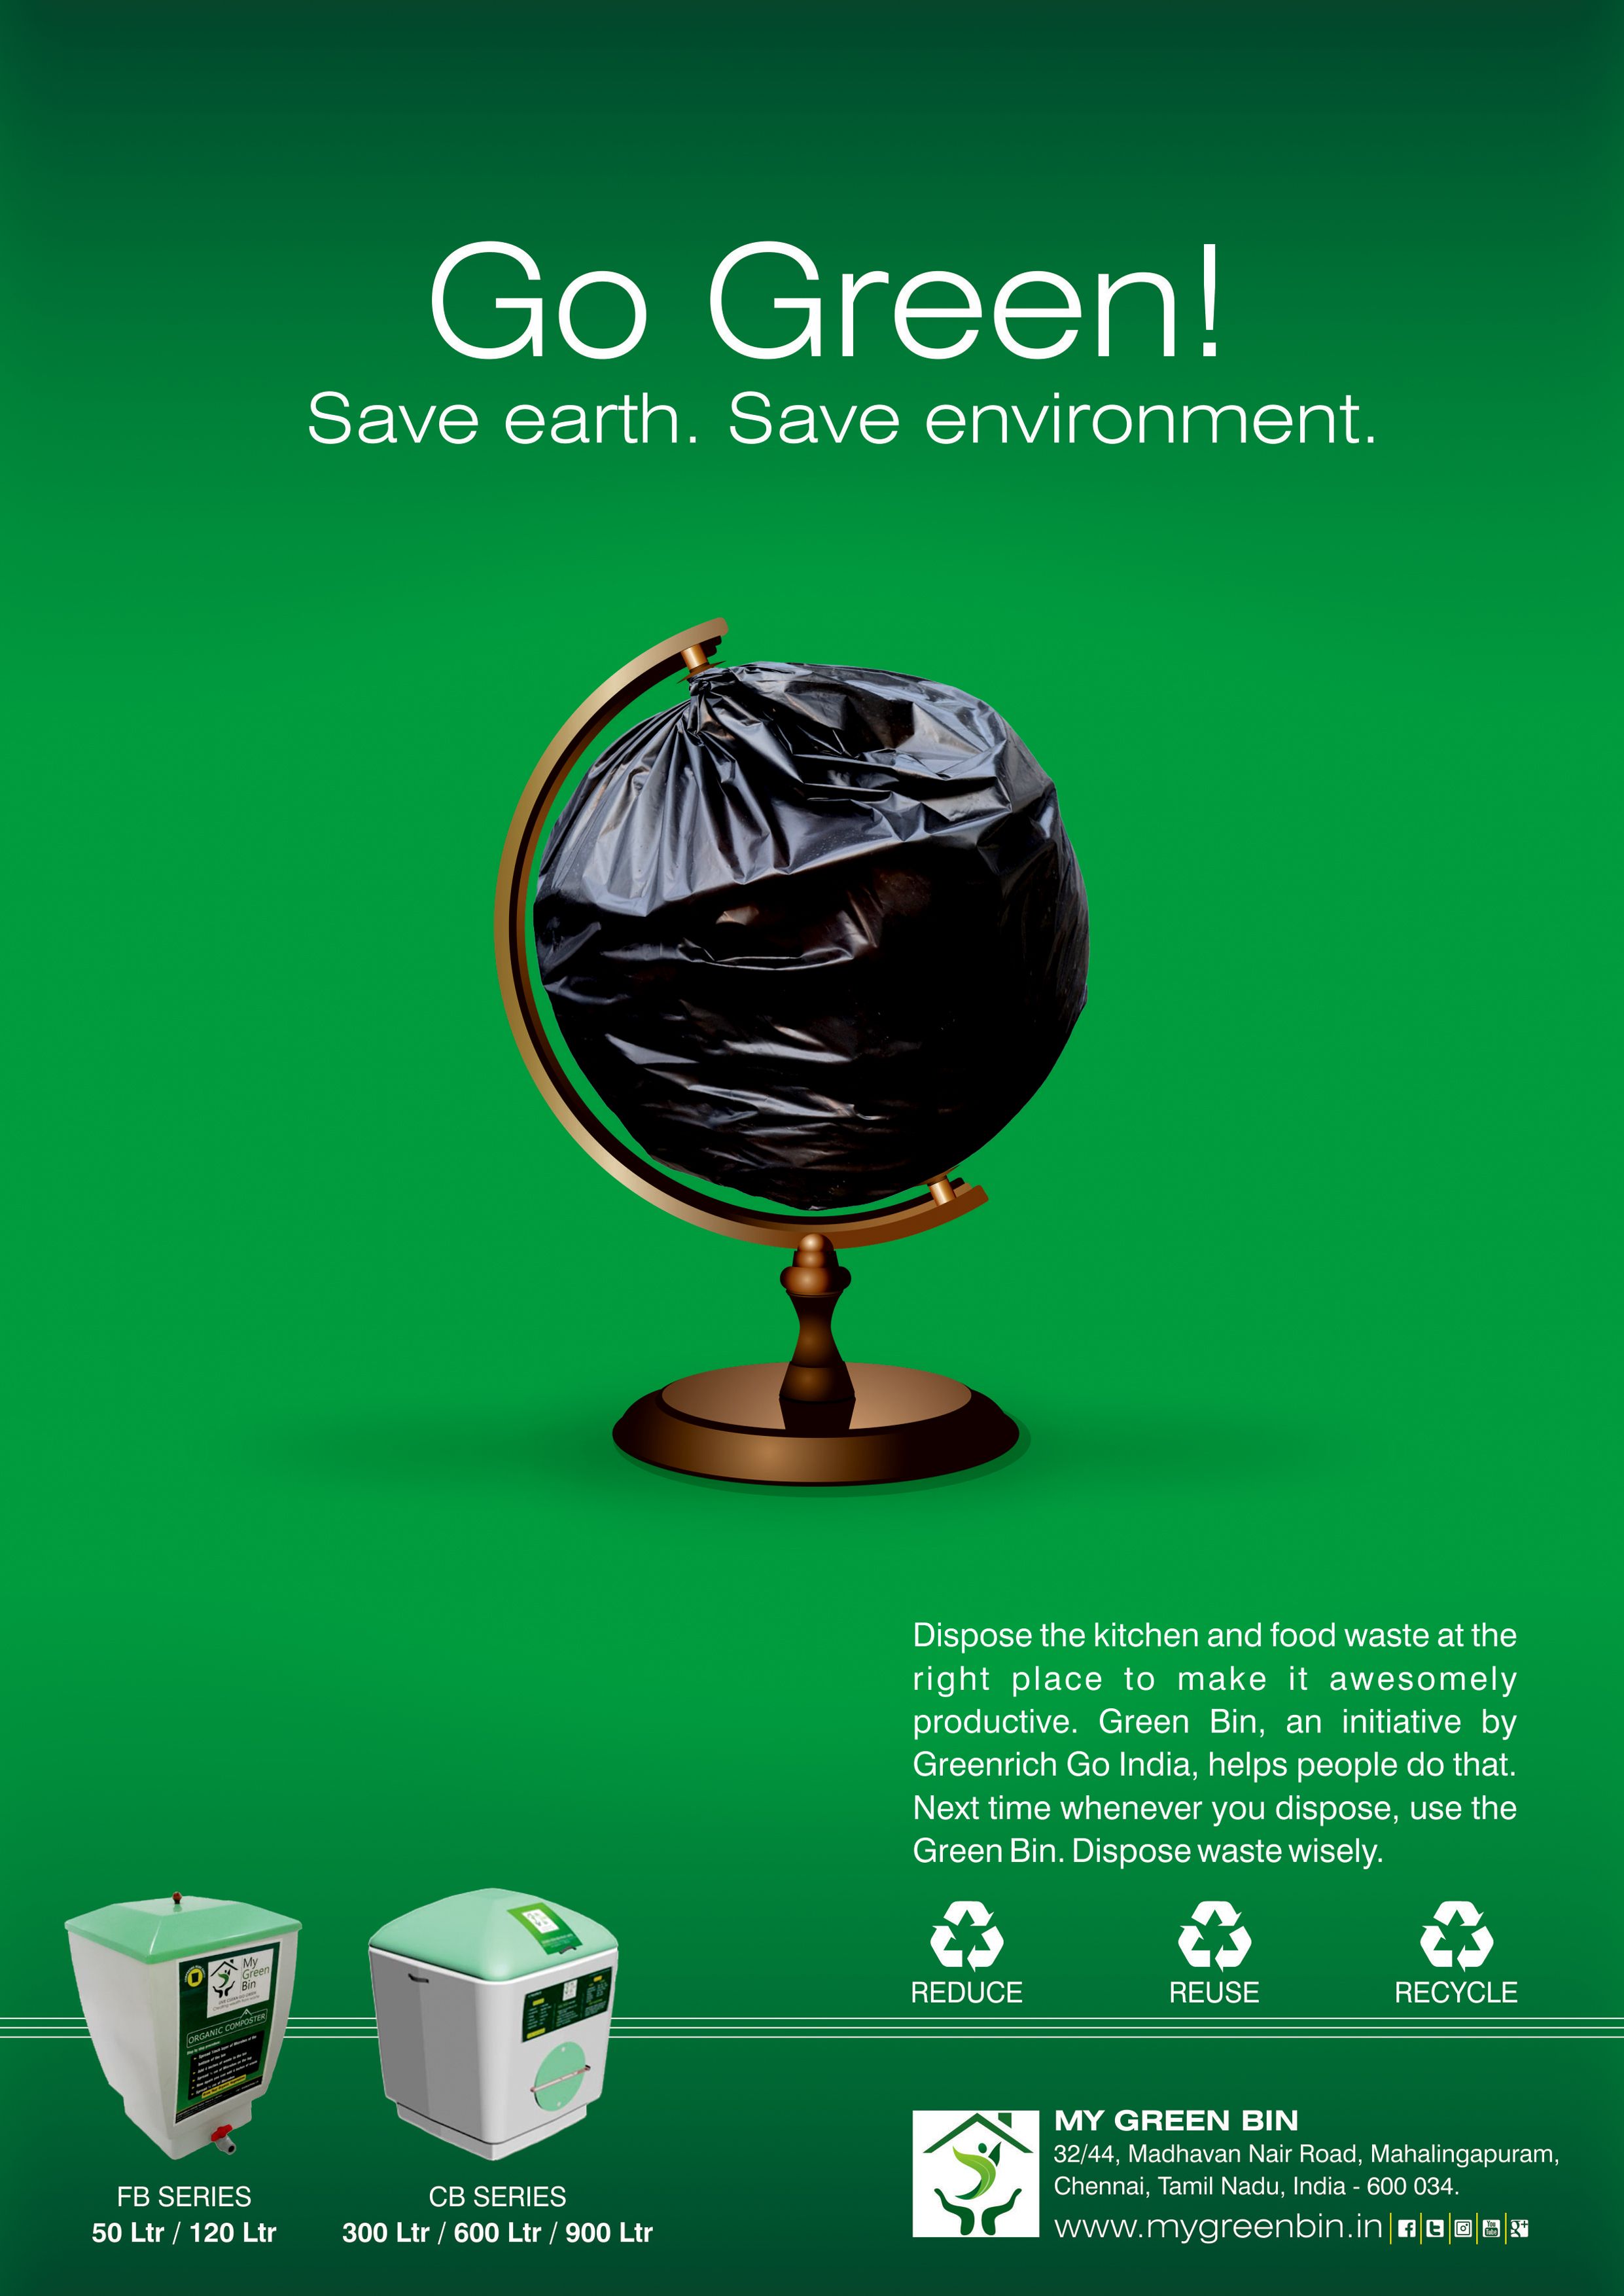 Go Green!
Save earth. Save environment.
Dispose the kitchen and food waste at the
right place to make it awesomely
productive. Green Bin, an initiative by
Greenrich Go India, helps people do that.
Next time whenever you dispose, use the
Green Bin. Dispose waste wisely.
REDUCE REUSE RECYCLE
My
Green
Bin
ORGANIC COMPOSTER
FB SERIES
50 Ltr / 120 Ltr
CB SERIES
300 Ltr / 600 Ltr / 900 Ltr
MY GREEN BIN
32/44, Madhavan Nair Road, Mahalingapuram,
Chennai, Tamil Nadu, India - 600 034.
www.mygreenbin.in